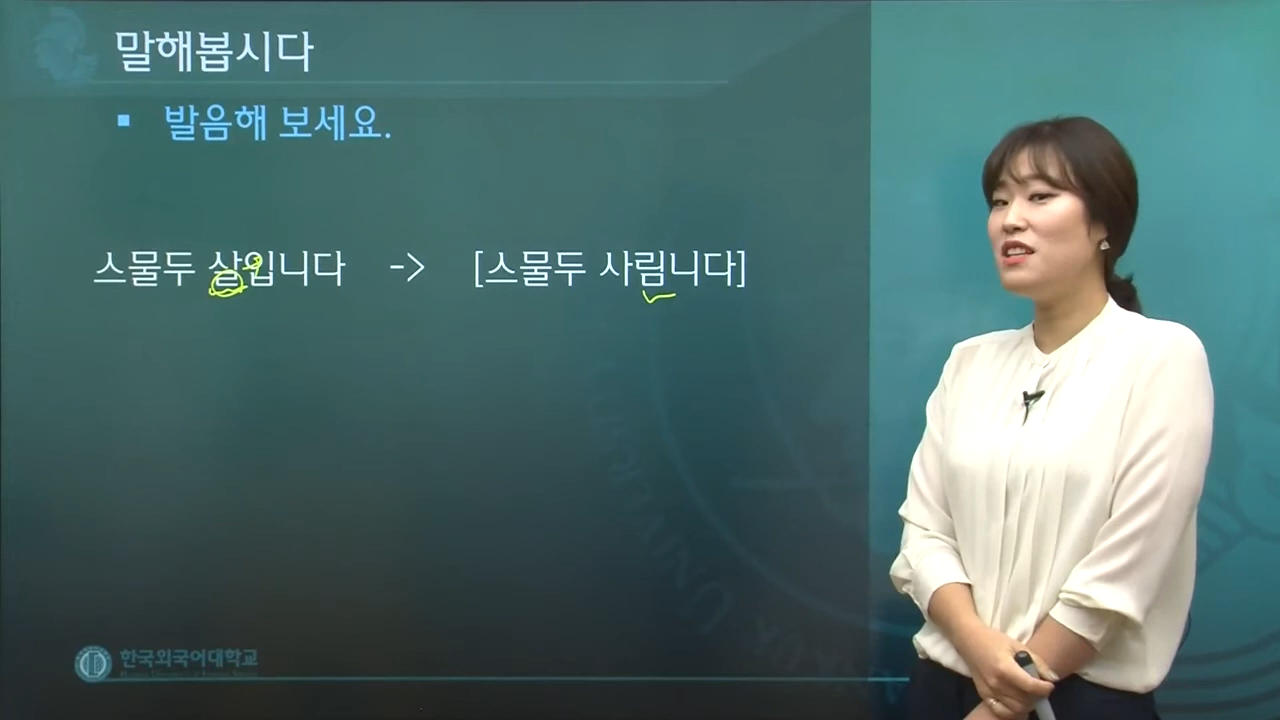 말해봅시다
▪ 발음해 보세요.
스물두 살입니다 -> [스물두 사림니다]
한국외국어대학교